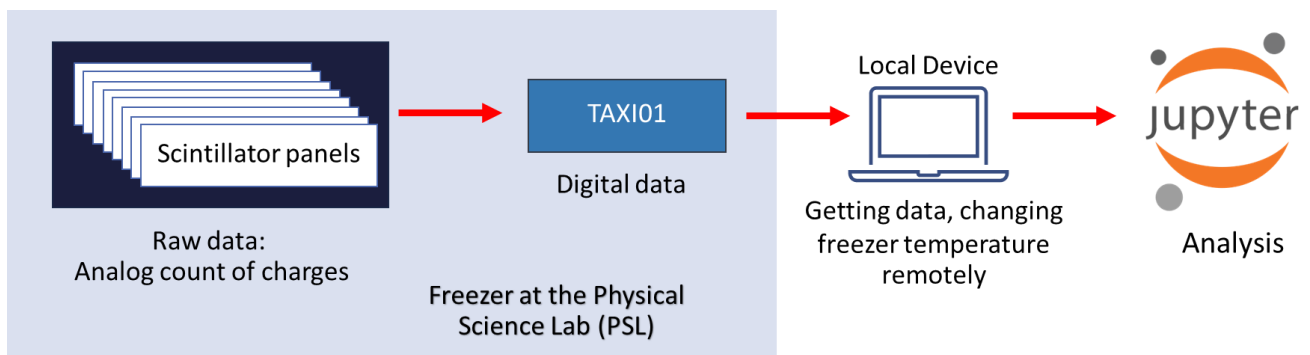 Scintillator panels
Raw data:
Analog count of charges
TAXI01
Digital data
Freezer at the Physical
Science Lab (PSL)
Local Device
Getting data, changing
freezer temperature
remotely
jupyter
Analysis